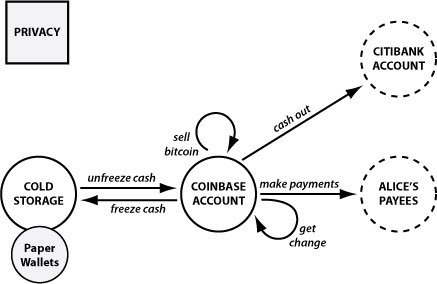 PRIVACY
CITIBANK
ACCOUNT
cash out
sell
bitcoin
COLD
STORAGE
unfreeze cash
freeze cash
COINBASE
ACCOUNT
make payments
ALICE'S
PAYEES
get
change
Paper
Wallets